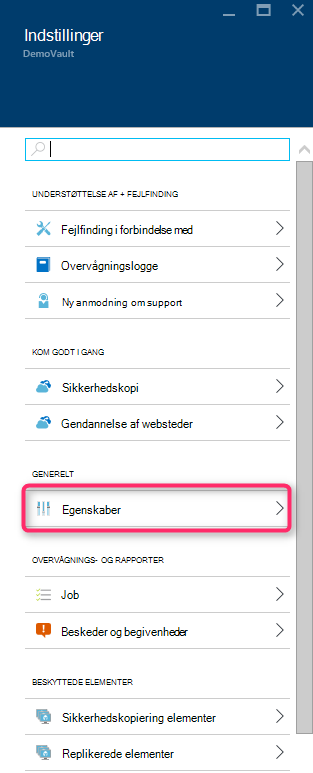 Indstillinger
DemoVault
UNDERSTØTTELSE AF + FEJLFINDING
Fejlfinding i forbindelse med
Overvågningslogge
Ny anmodning om support
KOM GODT I GANG
Sikkerhedskopi
Gendannelse af websteder
GENERELT
Egenskaber
OVERVÅGNINGS- OG RAPPORTER
Job
Beskeder og begivenheder
BESKYTTEDE ELEMENTER
Sikkerhedskopiering elementer
Replikerede elementer